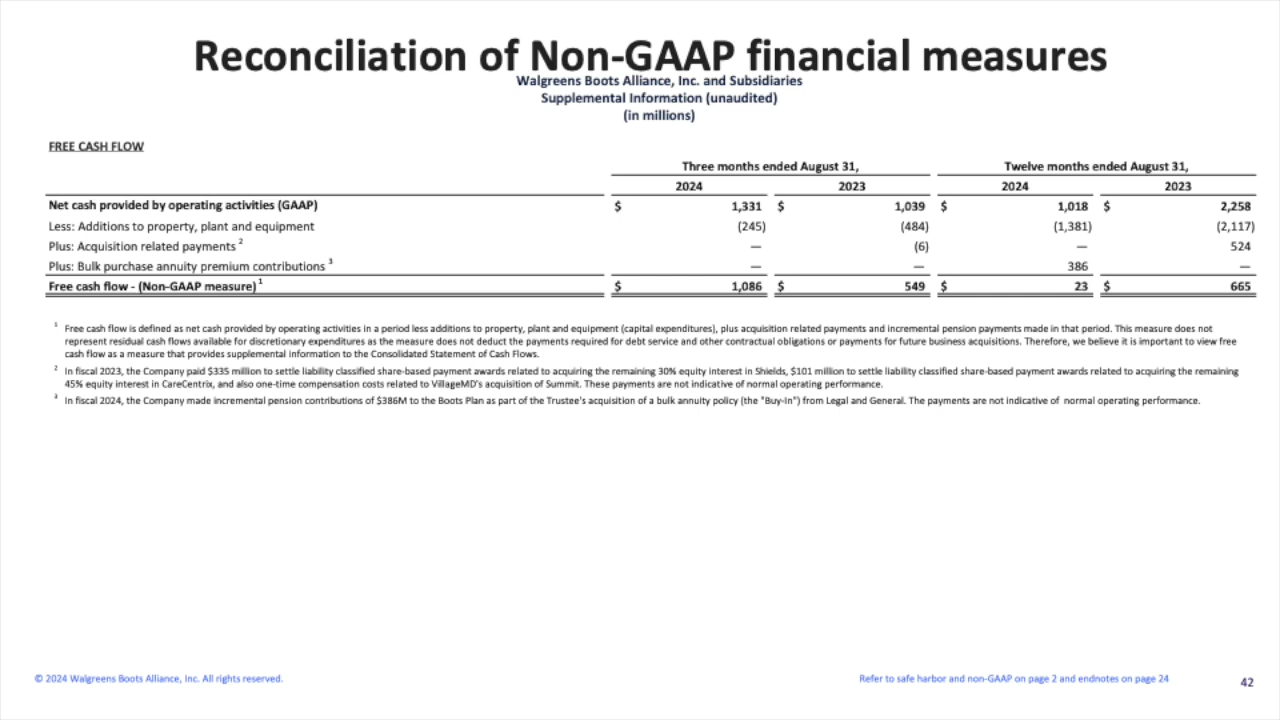 Reconciliation of Non-GAAP financial measures
Walgreens Boots Alliance, Inc. and Subsidiaries
Supplemental Information (unaudited)
(in millions)
FREE CASH FLOW
Three months ended August 31, Twelve months ended August 31,
2024 2023 2024 2023
Net cash provided by operating activities (GAAP) $ 1,331 $ 1,039 $ 1,018 $ 2,258
Less: Additions to property, plant and equipment (245) (484) (1,381) (2,117)
Plus: Acquisition related payments 2 — (6) — 524
Plus: Bulk purchase annuity premium contributions 3 — — 386 —
Free cash flow - (Non-GAAP measure) 1 $ 1,086 $ 549 $ 23 $ 665
1 Free cash flow is defined as net cash provided by operating activities in a period less additions to property, plant and equipment (capital expenditures), plus acquisition related payments and incremental pension payments made in that period. This measure does not
represent residual cash flows available for discretionary expenditures as the measure does not deduct the payments required for debt service and other contractual obligations or payments for future business acquisitions. Therefore, we believe it is important to view free
cash flow as a measure that provides supplemental information to the Consolidated Statement of Cash Flows.
2 In fiscal 2023, the Company paid $335 million to settle liability classified share-based payment awards related to acquiring the remaining 30% equity interest in Shields, $101 million to settle liability classified share-based payment awards related to acquiring the remaining
45% equity interest in CareCentrix, and also one-time compensation costs related to VillageMD's acquisition of Summit. These payments are not indicative of normal operating performance.
3 In fiscal 2024, the Company made incremental pension contributions of $386M to the Boots Plan as part of the Trustee's acquisition of a bulk annuity policy (the "Buy-In") from Legal and General. The payments are not indicative of normal operating performance.
© 2024 Walgreens Boots Alliance, Inc. All rights reserved.
Refer to safe harbor and non-GAAP on page 2 and endnotes on page 24
42